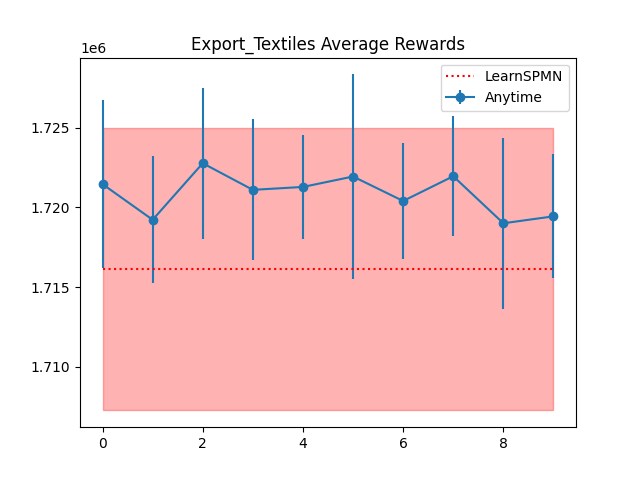 Export_Textiles Average Rewards
1e6
LearnSPMN
Anytime
1.725
1.720
1.715
1.710
0 2 4 6 8